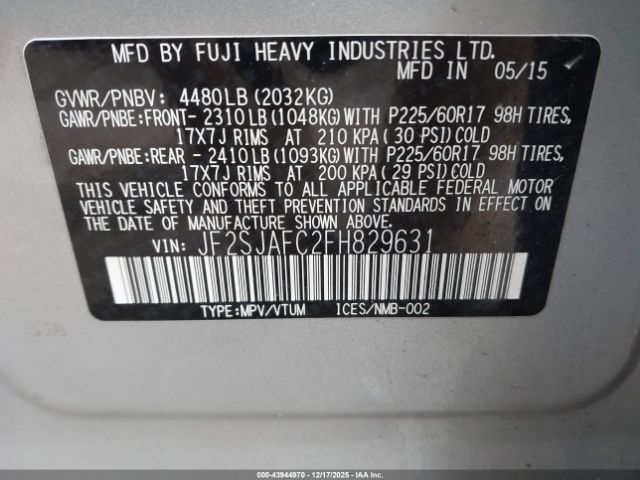 MFD BY FUJI HEAVY INDUSTRIES LTD.
MFD IN 05/15
GVWR/PNBV: 4480LB(2032KG)
GAWR/PNBE:FRONT- 2310LB(1048KG)WITH P225/60R17 98H TIRES,
17X7J RIMS AT 210 KPA(30 PSI)COLD
GAWR/PNBE:REAR - 2410LB(1093KG)WITH P225/60R17 98H TIRES,
17X7J RIMS AT 200 KPA(29 PSI)COLD
THIS VEHICLE CONFORMS TO ALL APPLICABLE FEDERAL MOTOR
VEHICLE SAFETY AND THEFT PREVENTION STANDARDS IN EFFECT ON
THE DATE OF MANUFACTURE SHOWN ABOVE.
VIN: JF2SJAFC2FH829631
TYPE:MPV/VTUM ICES/NMB-002
000-43944970 - 12/17/2025 - IAAI